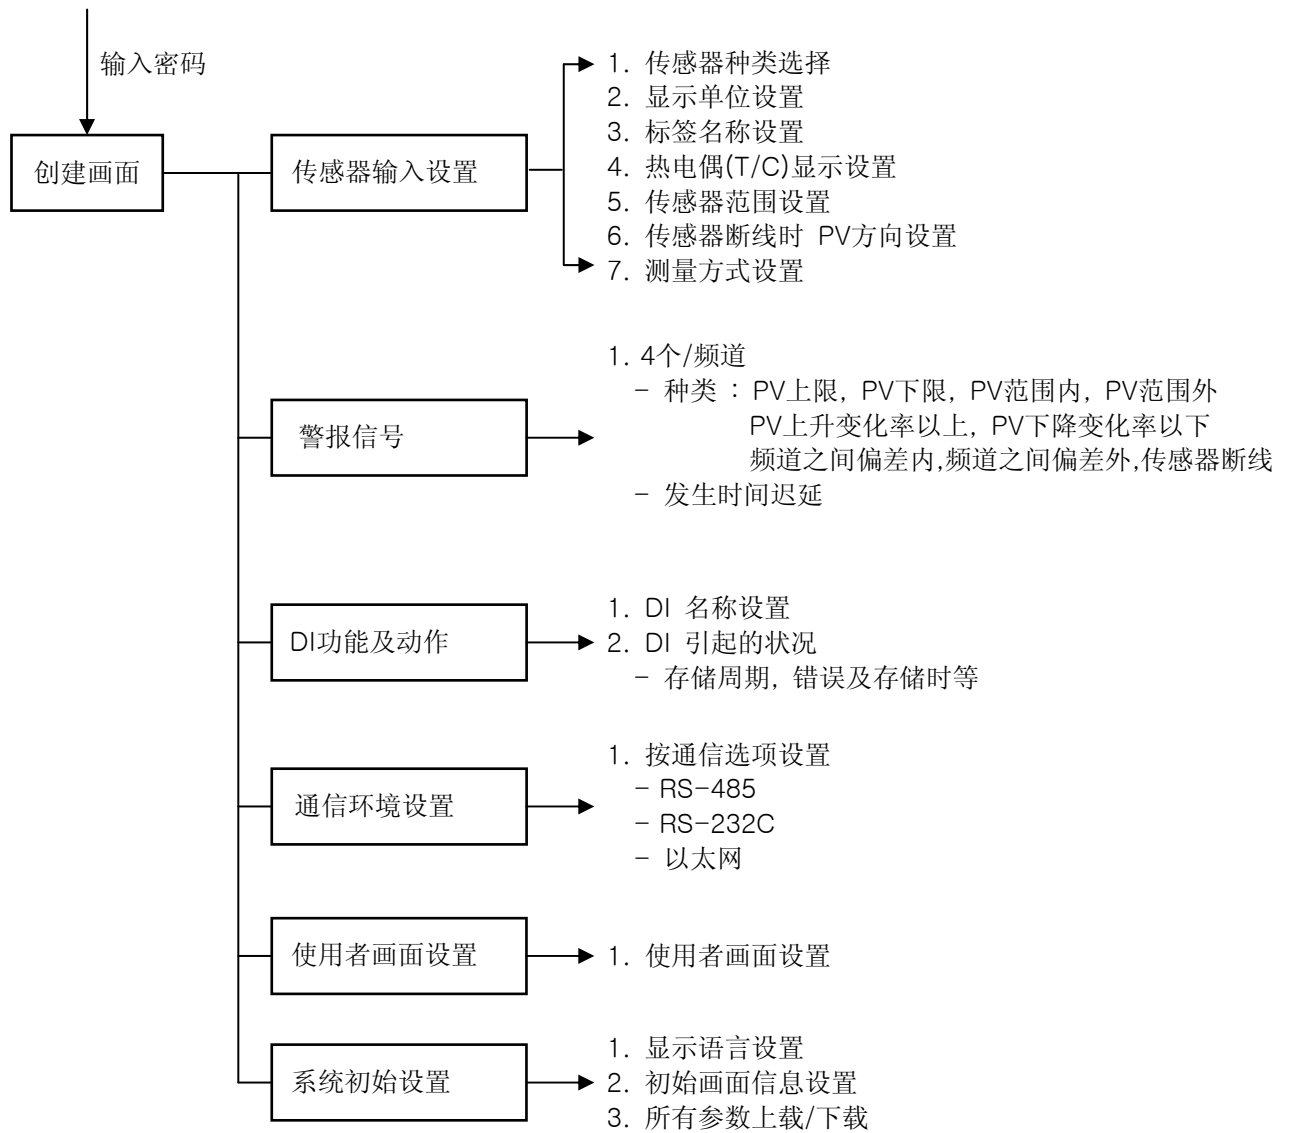 输入密码
创建画面
传感器输入设置
1. 传感器种类选择
2. 显示单位设置
3. 标签名称设置
4. 热电偶(T/C)显示设置
5. 传感器范围设置
6. 传感器断线时 PV方向设置
7. 测量方式设置
警报信号
1. 4个/频道
- 种类 : PV上限, PV下限, PV范围内, PV范围外
PV上升变化率以上, PV下降变化率以下
频道之间偏差内,频道之间偏差外,传感器断线
- 发生时间迟延
DI功能及动作
1. DI 名称设置
2. DI 引起的状况
- 存储周期, 错误及存储时等
通信环境设置
1. 按通信选项设置
- RS-485
- RS-232C
- 以太网
使用者画面设置
1. 使用者画面设置
系统初始设置
1. 显示语言设置
2. 初始画面信息设置
3. 所有参数上载/下载